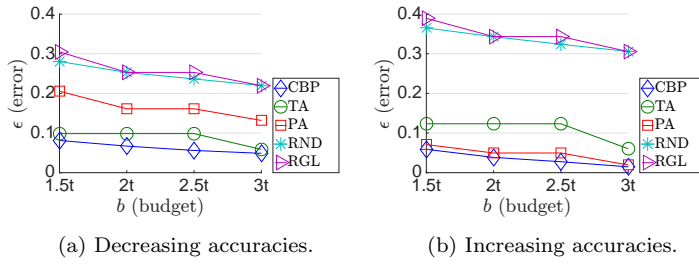 0.4
0.3
0.2
0.1
0
ϵ (error)
1.5t 2t 2.5t 3t
b (budget)
CBP
TA
PA
RND
RGL
(a) Decreasing accuracies.
0.4
0.3
0.2
0.1
0
ϵ (error)
1.5t 2t 2.5t 3t
b (budget)
CBP
TA
PA
RND
RGL
(b) Increasing accuracies.